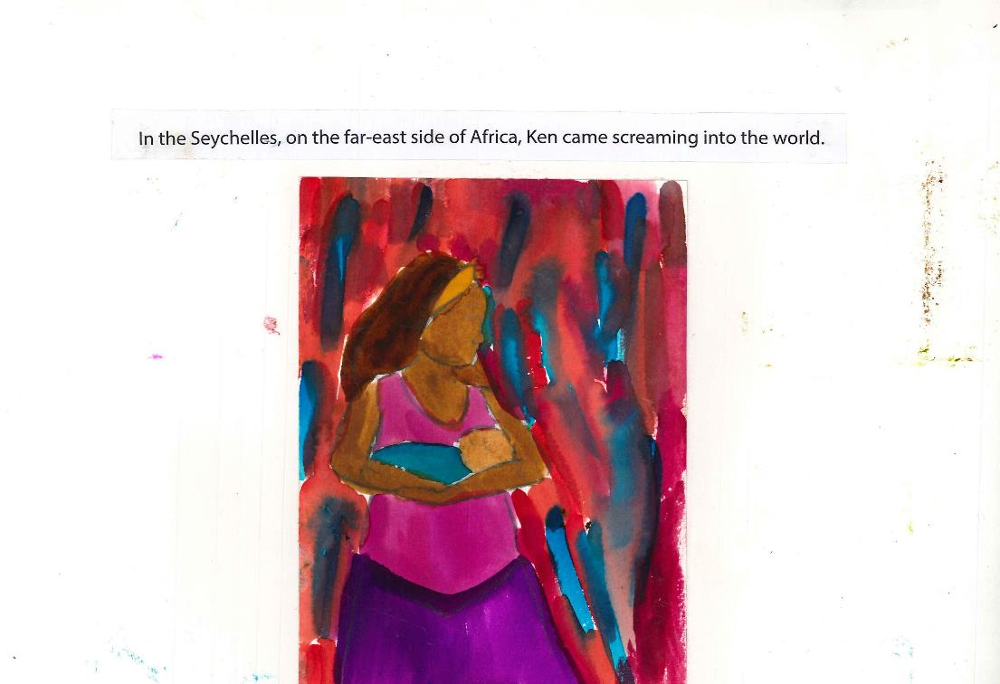 In the Seychelles, on the far-east side of Africa, Ken came screaming into the world.